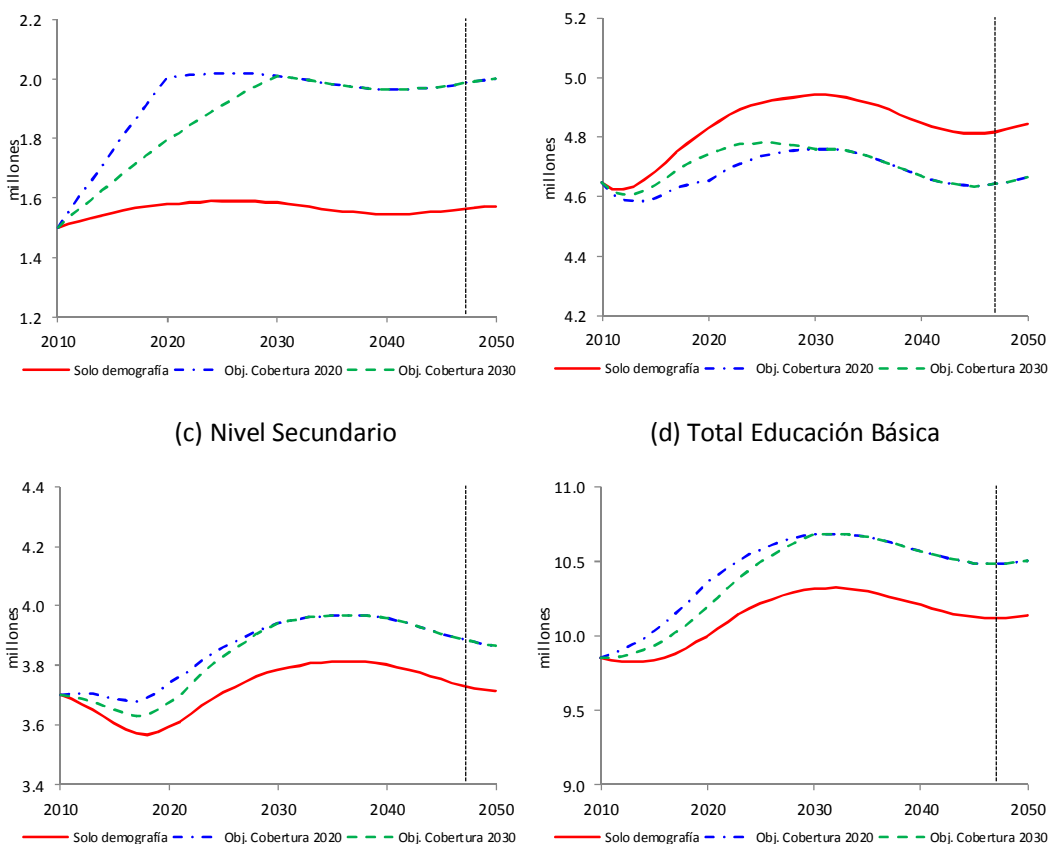 2.2
2.0
1.8
1.6
1.4
1.2
millones
2010 2020 2030 2040 2050
Solo demografía Obj. Cobertura 2020 Obj. Cobertura 2030
5.2
5.0
4.8
4.6
4.4
4.2
millones
2010 2020 2030 2040 2050
Solo demografía Obj. Cobertura 2020 Obj. Cobertura 2030
(c) Nivel Secundario
4.4
4.2
4.0
3.8
3.6
3.4
millones
2010 2020 2030 2040 2050
Solo demografía Obj. Cobertura 2020 Obj. Cobertura 2030
(d) Total Educación Básica
11.0
10.5
10.0
9.5
9.0
millones
2010 2020 2030 2040 2050
Solo demografía Obj. Cobertura 2020 Obj. Cobertura 2030